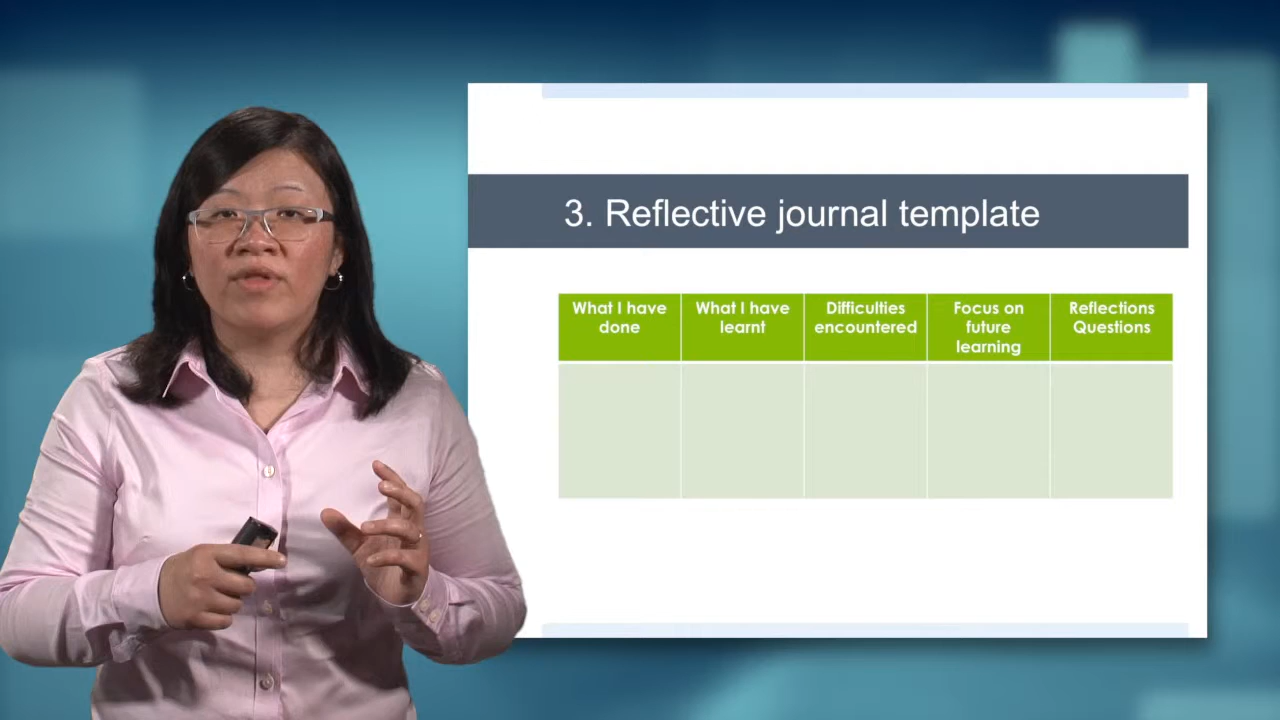 3. Reflective journal template
What I have
done
What I have
learnt
Difficulties
encountered
Focus on
future
learning
Reflections
Questions